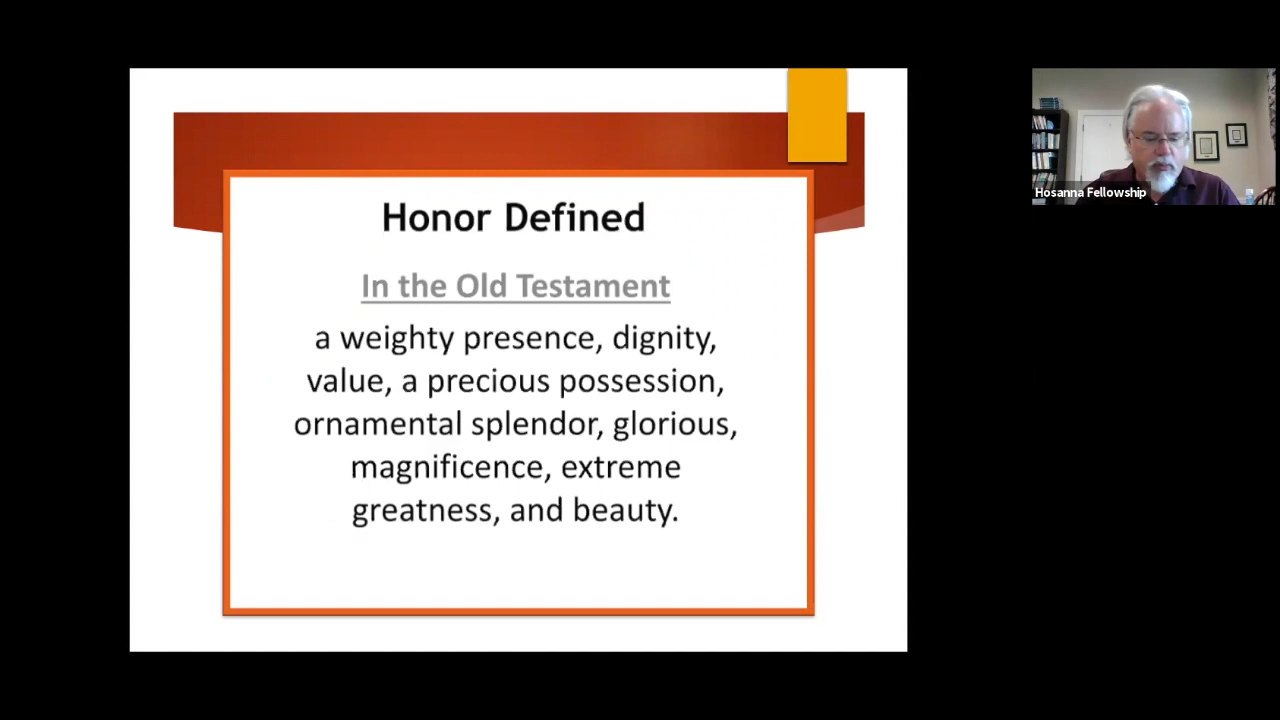 Honor Defined
In the Old Testament
a weighty presence, dignity,
value, a precious possession,
ornamental splendor, glorious,
magnificence, extreme
greatness, and beauty.
Hosanna Fellowship